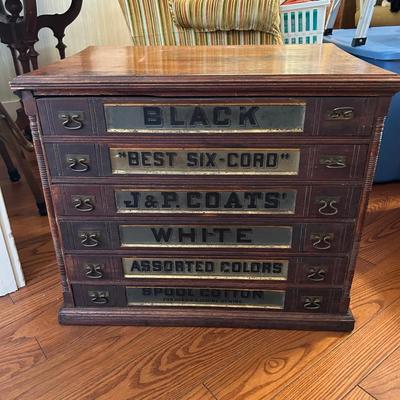 BLACK
"BEST SIX-CORD"
J.& P. COATS'
WHITE
ASSORTED COLORS
SPOOL COTTON